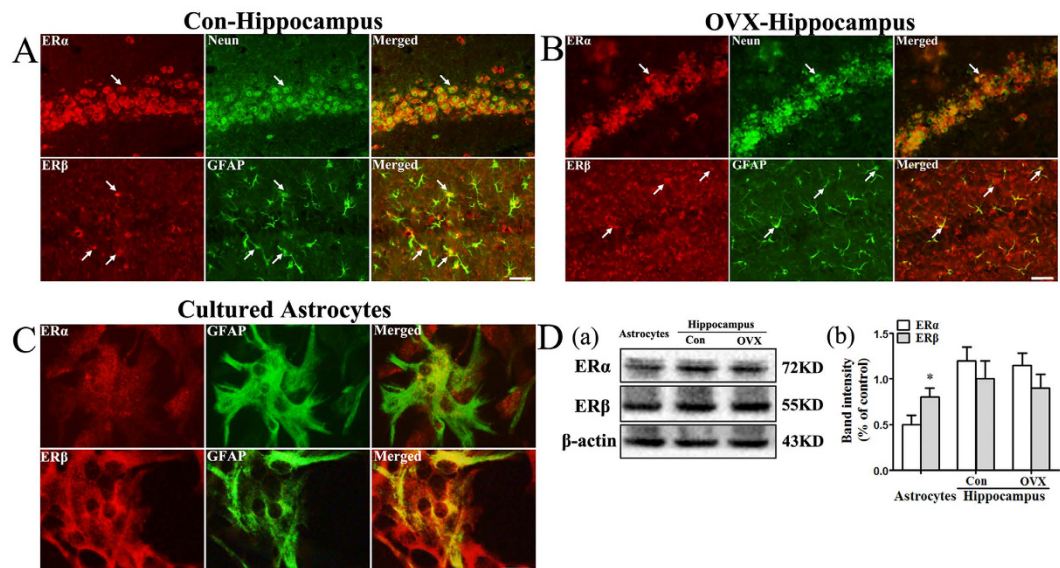 Con-Hippocampus
OVX-Hippocampus
A
ERα
Neun
Merged
ERβ
GFAP
Merged
B
ERα
Neun
Merged
ERβ
GFAP
Merged
Cultured Astrocytes
C
ERα
GFAP
Merged
ERβ
GFAP
Merged
D
(a)
Astrocytes
Hippocampus
Con
OVX
ERα
72KD
ERβ
55KD
β-actin
43KD
(b)
ERα
ERβ
Band intensity
(% of control)
1.5
1.0
0.5
0.0
*
Con
OVX
Astrocytes
Hippocampus